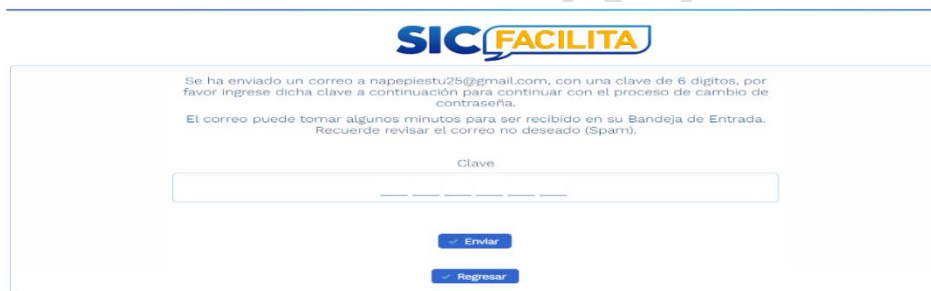 SIC FACILITA
Se ha enviado un correo a napepiestu25@gmail.com, con una clave de 6 digitos, por
favor ingrese dicha clave a continuación para continuar con el proceso de cambio de
contraseña.
El correo puede tomar algunos minutos para ser recibido en su Bandeja de Entrada.
Recuerde revisar el correo no deseado (Spam).
Clave
Enviar
Regresar